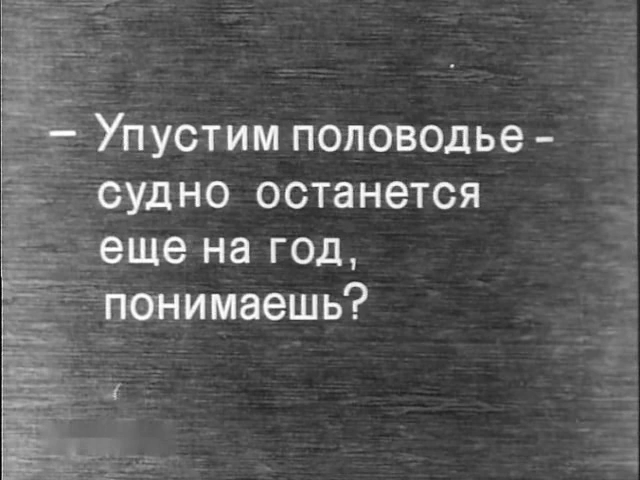 – Упустим половодье –
судно останется
еще на год,
понимаешь?